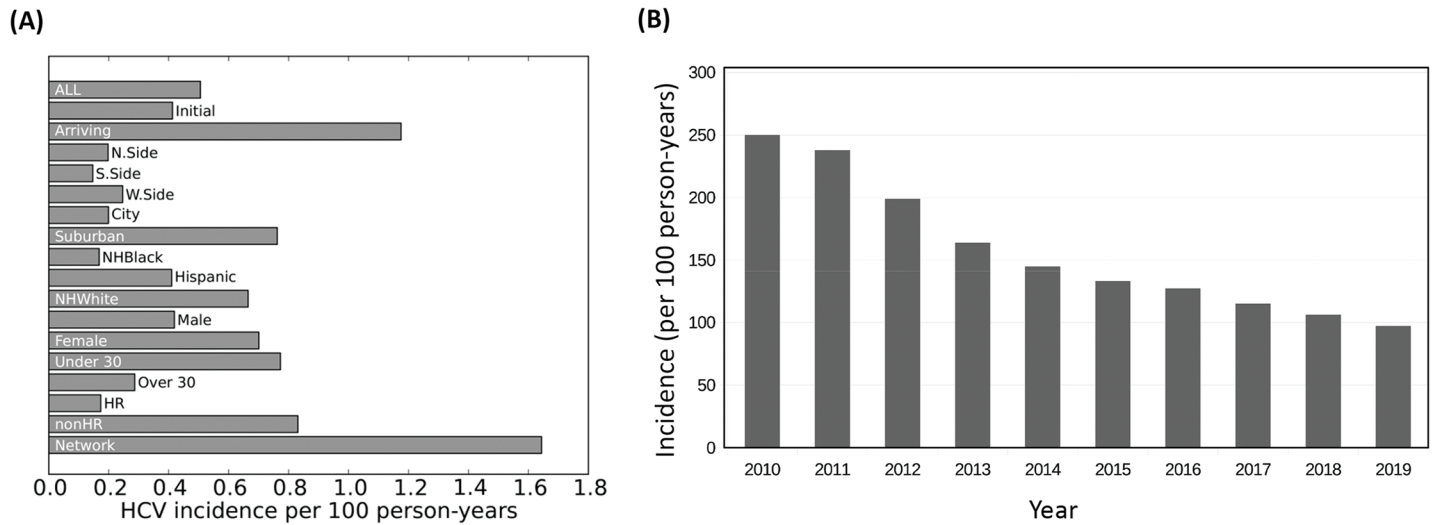 (A)
ALL
Initial
Arriving
N.Side
S.Side
W.Side
City
Suburban
NHBlack
Hispanic
NHWhite
Male
Female
Under 30
Over 30
HR
nonHR
Network
0.0 0.2 0.4 0.6 0.8 1.0 1.2 1.4 1.6 1.8
HCV incidence per 100 person-years
(B)
Incidence (per 100 person-years)
300
250
200
150
100
50
0
2010 2011 2012 2013 2014 2015 2016 2017 2018 2019
Year